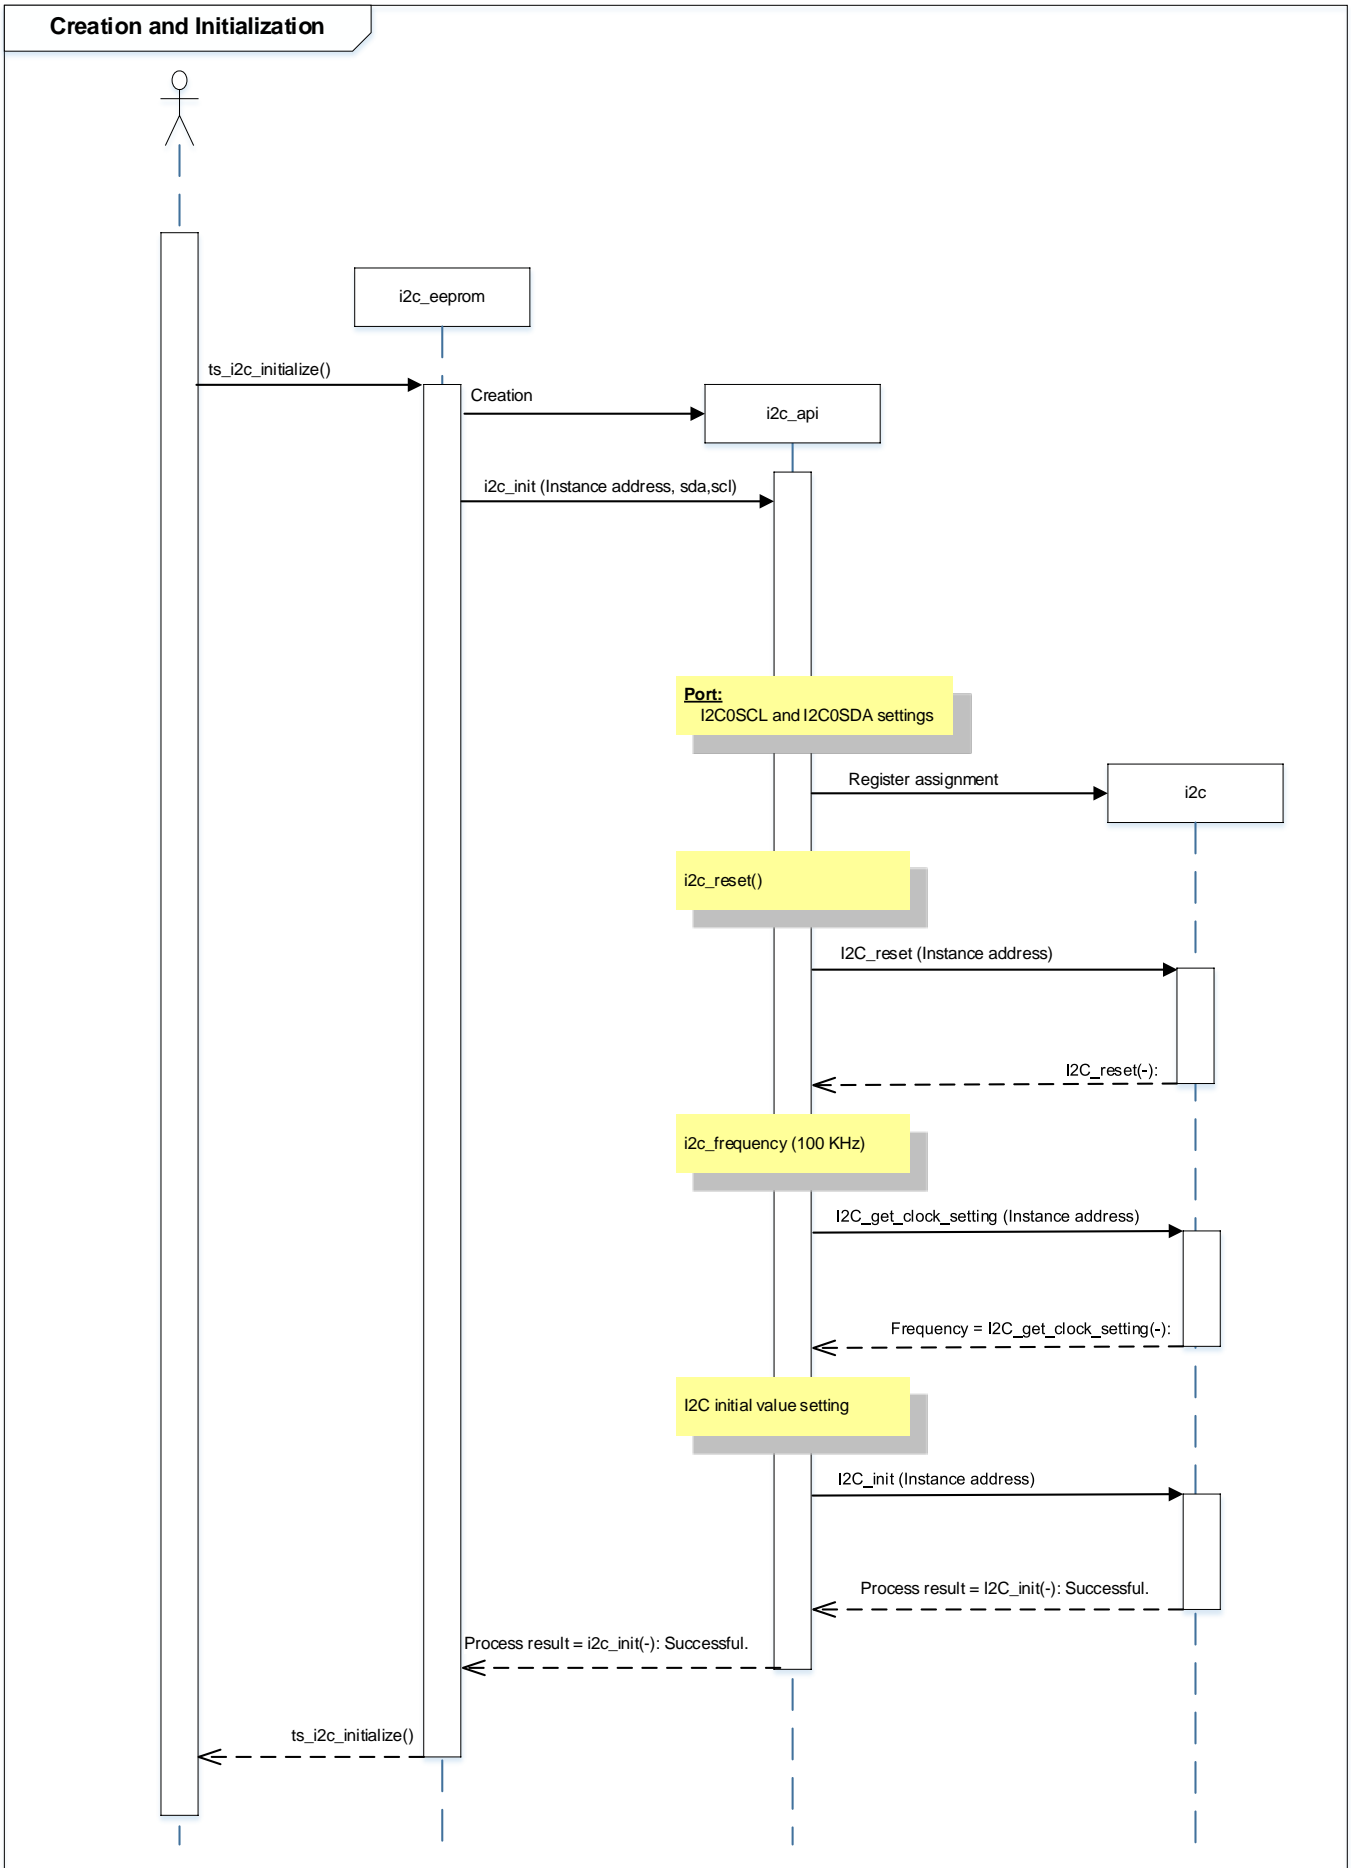 Creation and Initialization
i2c_eeprom
ts_i2c_initialize()
Creation
i2c_api
i2c_init (Instance address, sda,scl)
Port:
I2C0SCL and I2C0SDA settings
Register assignment
i2c
i2c_reset()
I2C_reset (Instance address)
I2C_reset(-):
i2c_frequency (100 KHz)
I2C_get_clock_setting (Instance address)
Frequency = I2C_get_clock_setting(-):
I2C initial value setting
I2C_init (Instance address)
Process result = I2C_init(-): Successful.
Process result = i2c_init(-): Successful.
ts_i2c_initialize()